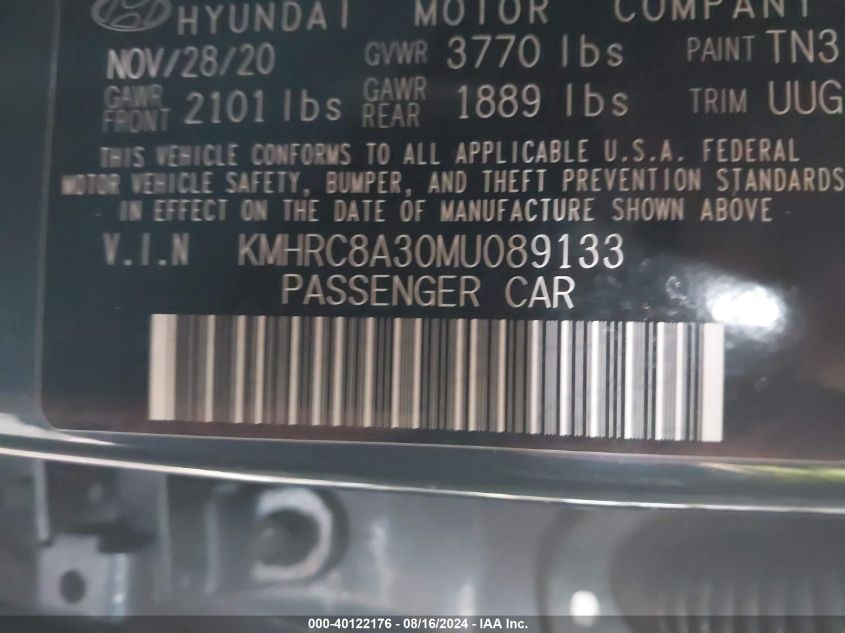 HYUNDAI MOTOR COMPANY
NOV/28/20 GVWR 3770 lbs PAINT TN3
GAWR FRONT 2101 lbs GAWR REAR 1889 lbs TRIM UUG
THIS VEHICLE CONFORMS TO ALL APPLICABLE U.S.A. FEDERAL
MOTOR VEHICLE SAFETY, BUMPER, AND THEFT PREVENTION STANDARDS
IN EFFECT ON THE DATE OF MANUFACTURE SHOWN ABOVE
V.I.N KMHRC8A30MU089133
PASSENGER CAR
000-40122176 - 08/16/2024 - IAA Inc.